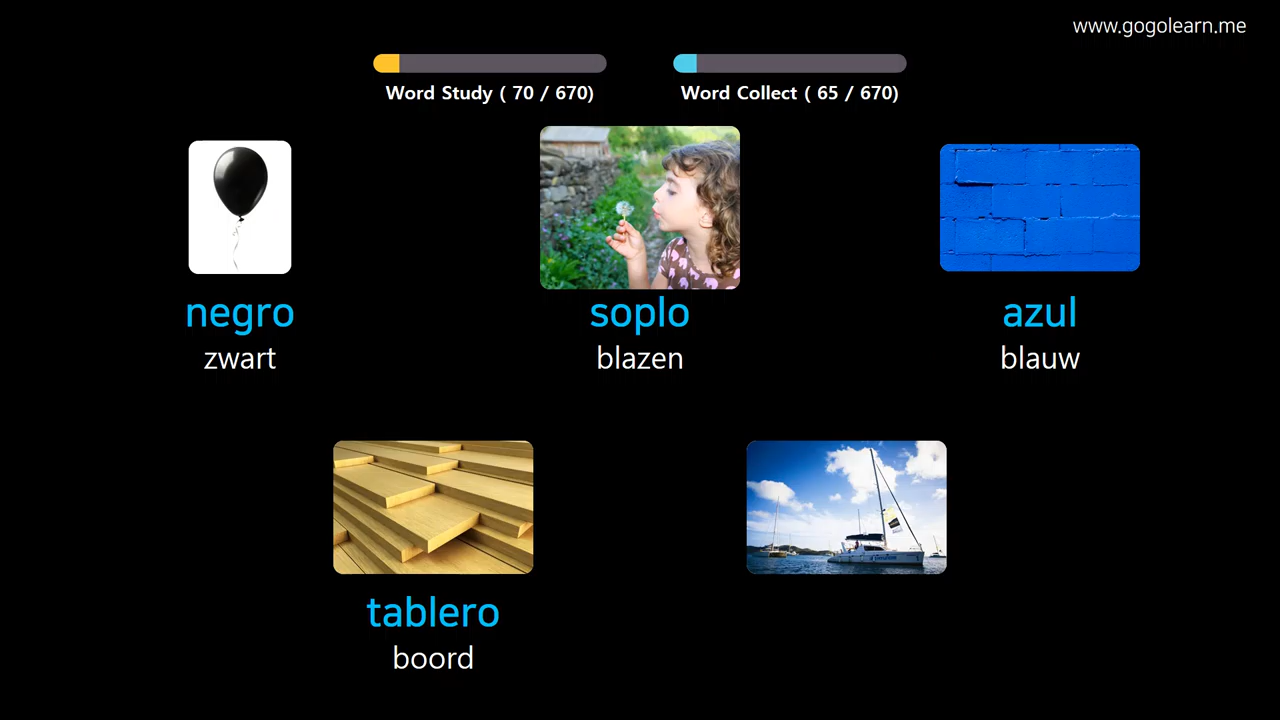 www.gogolearn.me
Word Study ( 70 / 670)
Word Collect ( 65 / 670)
negro
zwart
soplo
blazen
azul
blauw
tablero
boord